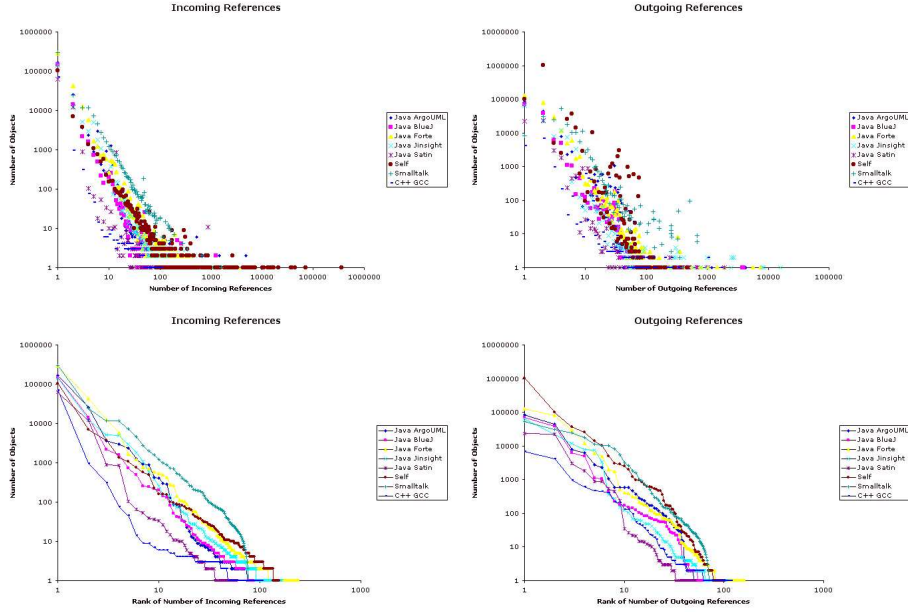 Incoming References
1000000
100000
10000
1000
100
10
1
1 10 100 1000 10000 100000 1000000
Number of Objects
Number of Incoming References
Java ArgoUML
Java BlueJ
Java Forte
Java Jinsight
Java Satin
Self
Smalltalk
C++ GCC
Outgoing References
10000000
1000000
100000
10000
1000
100
10
1
1 10 100 1000 10000 100000
Number of Objects
Number of Outgoing References
Java ArgoUML
Java BlueJ
Java Forte
Java Jinsight
Java Satin
Self
Smalltalk
C++ GCC
Incoming References
1000000
100000
10000
1000
100
10
1
1 10 100 1000
Number of Objects
Rank of Number of Incoming References
Java ArgoUML
Java BlueJ
Java Forte
Java Jinsight
Java Satin
Self
Smalltalk
C++ GCC
Outgoing References
10000000
1000000
100000
10000
1000
100
10
1
1 10 100 1000
Number of Objects
Rank of Number of Outgoing References
Java ArgoUML
Java BlueJ
Java Forte
Java Jinsight
Java Satin
Self
Smalltalk
C++ GCC